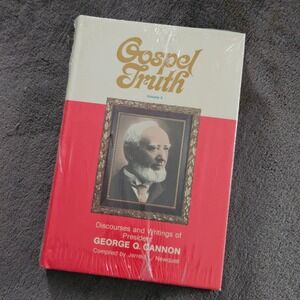 Gospel
Truth
Discourses and Writings of
President
GEORGE Q. CANNON
Compiled by Jerreld L. Newquist